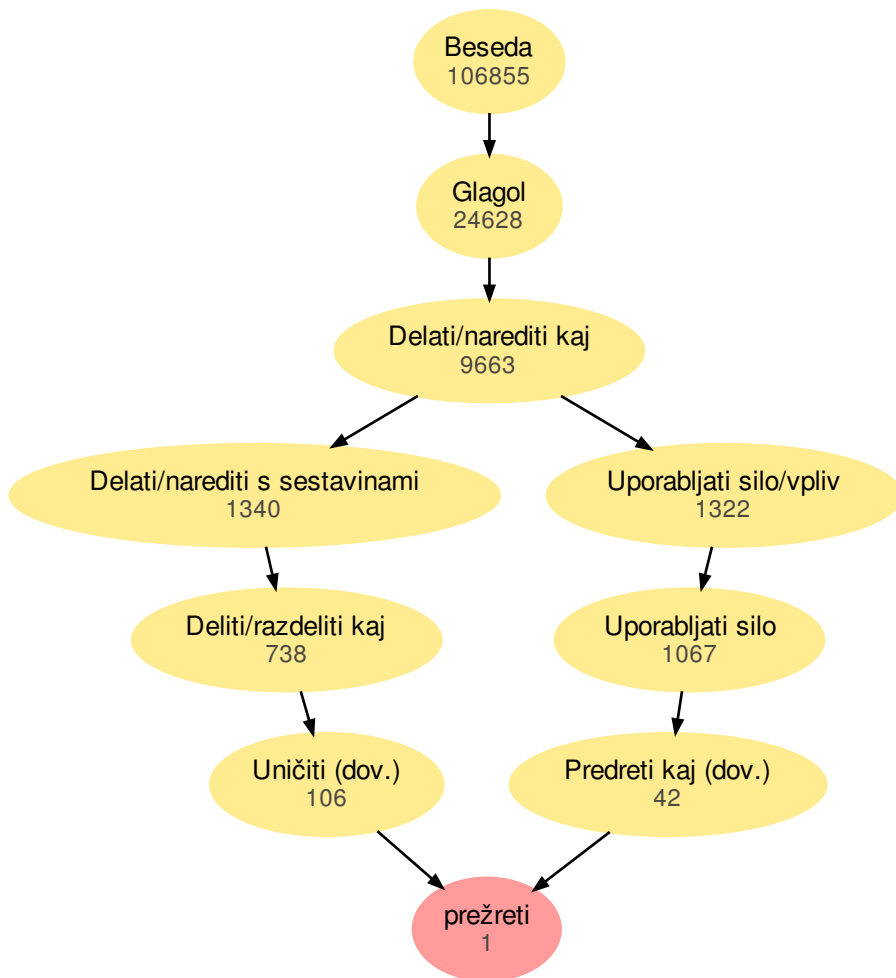 Beseda
106855
Glagol
24628
Delati/narediti kaj
9663
Delati/narediti s sestavinami
1340
Uporabljati silo/vpliv
1322
Deliti/razdeliti kaj
738
Uporabljati silo
1067
Uničiti (dov.)
106
Predreti kaj (dov.)
42
prežreti
1